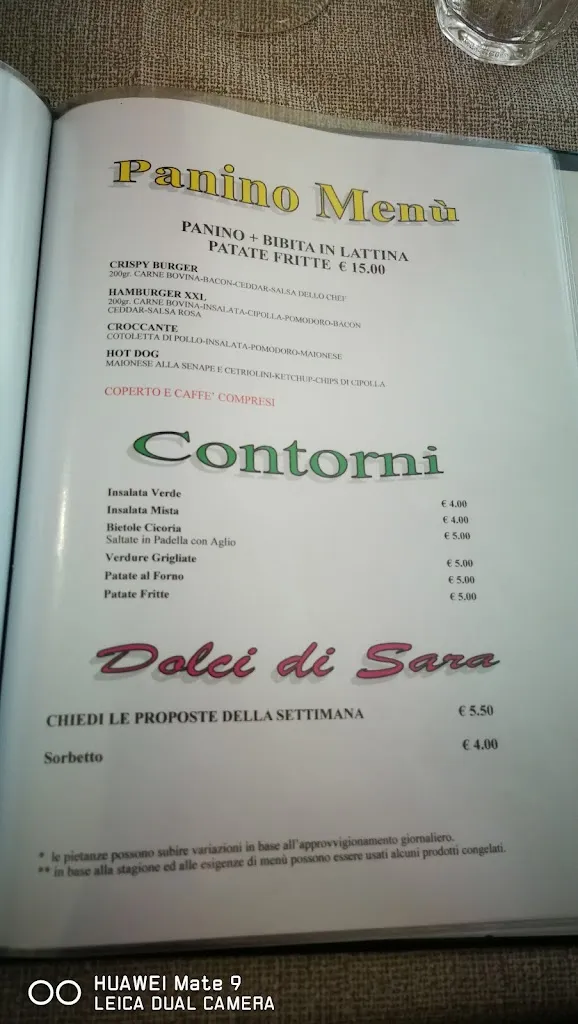 Panino Menù
PANINO + BIBITA IN LATTINA
PATATE FRITTE € 15.00
CRISPY BURGER
200gr. CARNE BOVINA-BACON-CEDDAR-SALSA DELLO CHEF
HAMBURGER XXL
200gr. CARNE BOVINA-INSALATA-CIPOLLA-POMODORO-BACON
CEDDAR-SALSA ROSA
CROCCANTE
COTOLETTA DI POLLO-INSALATA-POMODORO-MAIONESE
HOT DOG
MAIONESE ALLA SENAPE E CETRIOLINI-KETCHUP-CHIPS DI CIPOLLA
COPERTO E CAFFE' COMPRESI
Contorni
Insalata Verde € 4.00
Insalata Mista € 4.00
Bietole Cicoria € 5.00
Saltate in Padella con Aglio
Verdure Grigliate € 5.00
Patate al Forno € 5.00
Patate Fritte € 5.00
Dolci di Sara
CHIEDI LE PROPOSTE DELLA SETTIMANA € 5.50
Sorbetto € 4.00
* le pietanze possono subire variazioni in base all'approvvigionamento giornaliero.
** in base alla stagione ed alle esigenze di menù possono essere usati alcuni prodotti congelati.
HUAWEI Mate 9
LEICA DUAL CAMERA